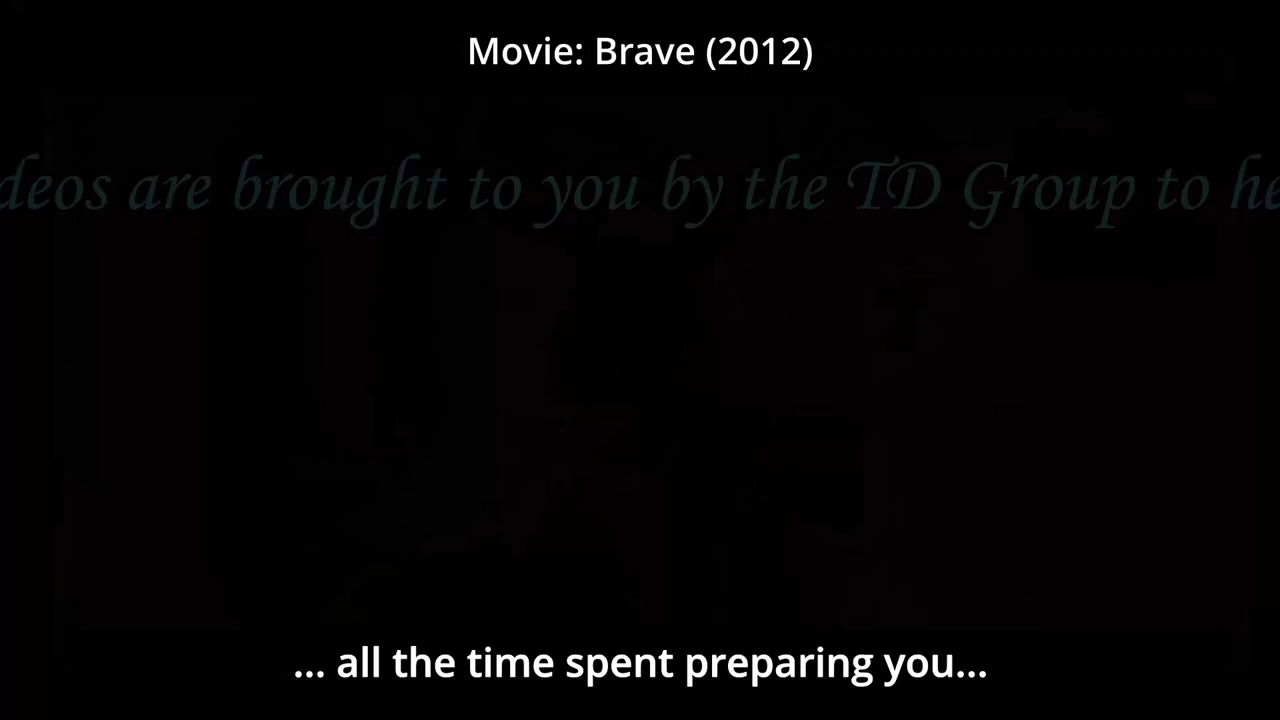 Movie: Brave (2012)
deos are brought to you by the TD Group to he
... all the time spent preparing you...